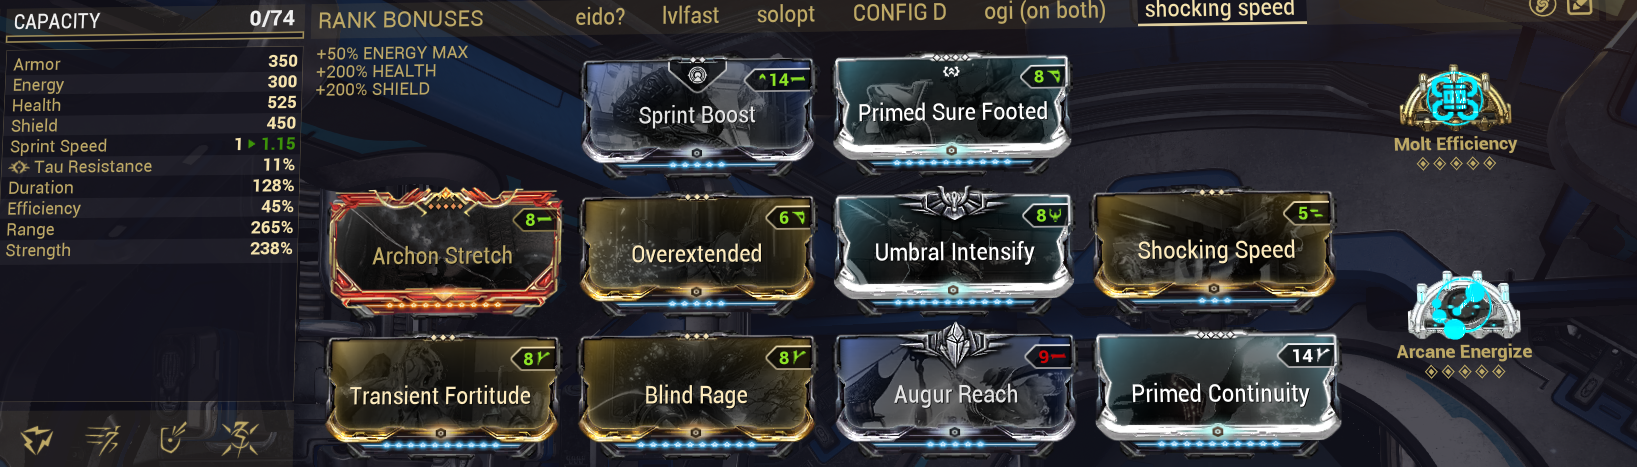 CAPACITY 0/74
Armor 350
Energy 300
Health 525
Shield 450
Sprint Speed 1 ▸ 1.15
Tau Resistance 11%
Duration 128%
Efficiency 45%
Range 265%
Strength 238%
RANK BONUSES
+50% ENERGY MAX
+200% HEALTH
+200% SHIELD
eido? lvlfast solopt CONFIG D ogi (on both) shocking speed
14
Sprint Boost
8
Primed Sure Footed
8
Archon Stretch
6
Overextended
8
Umbral Intensify
5
Shocking Speed
8
Transient Fortitude
8
Blind Rage
9
Augur Reach
14
Primed Continuity
Molt Efficiency
Arcane Energize